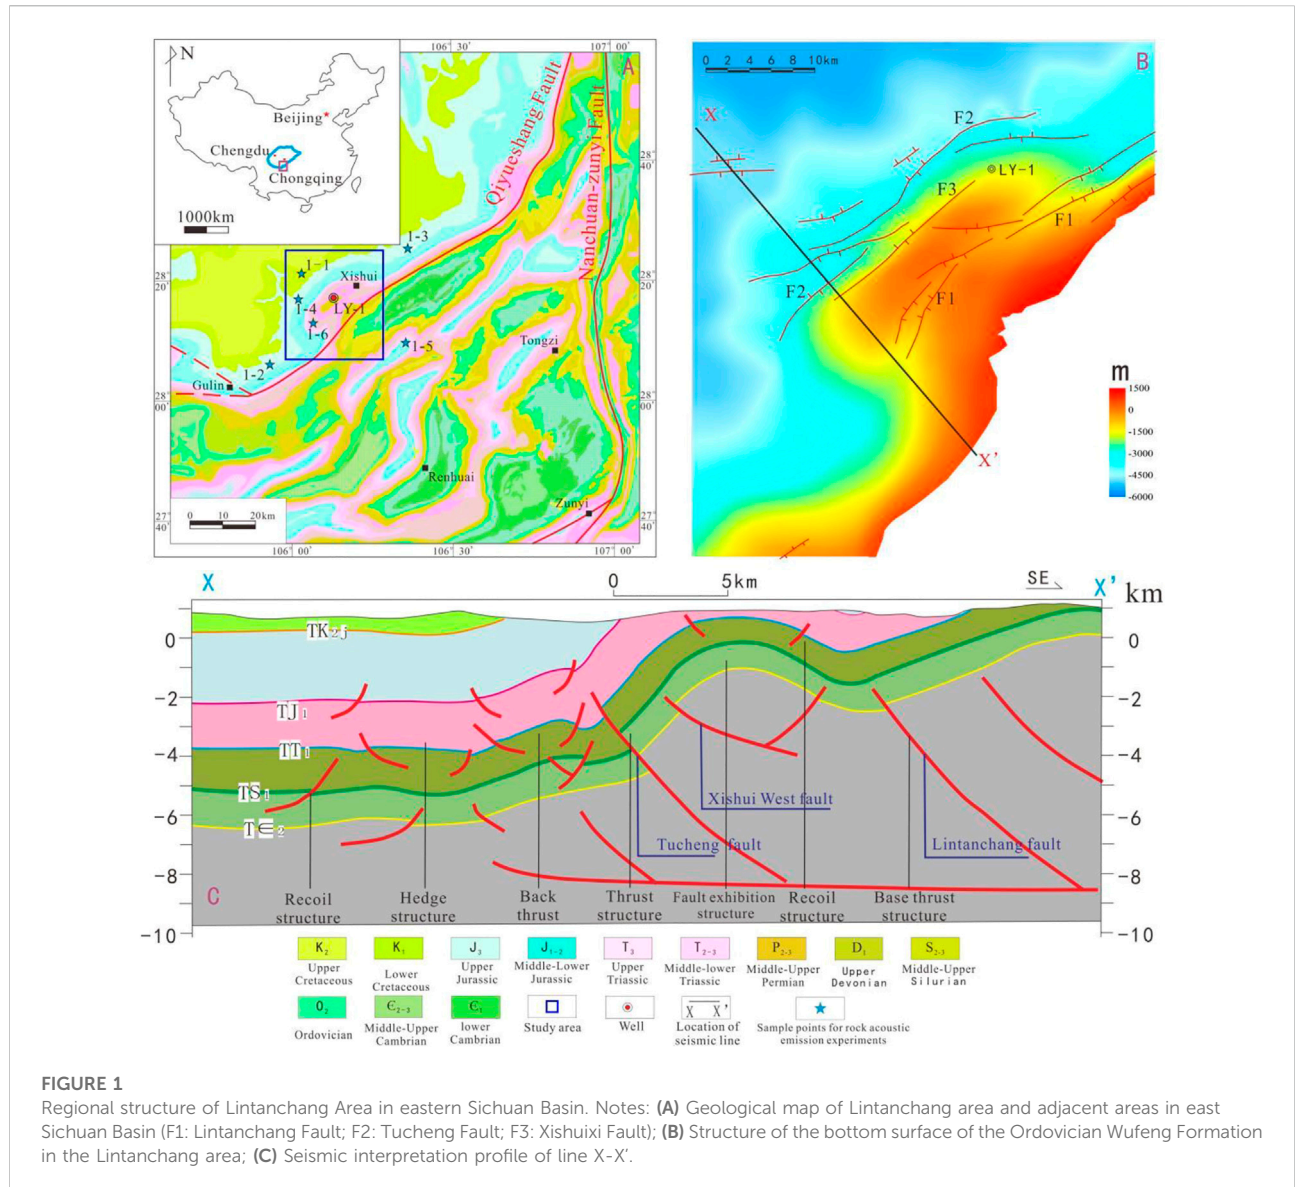 N
Beijing
Chengdu
Chongqing
1000km
106°30'
107°00'
A
Qiyueshang Fault
Nanchuan-zunyi Fault
28°
40'
1-3
1-1
Xishui
28°
20'
1-4
LY-1
1-6
1-5
Tongzi
1-2
Gulin
28°
00'
28°
00'
Renhuai
Zunyi
0 10 20km
27°
40'
27°
40'
106°00'
106°30'
107°00'
0 2 4 6 8 10km
B
X
F2
LY-1
F3
F1
F2
F1
X'
m
1500
0
-1500
-3000
-4500
-6000
X
0 5km
SE
X'
km
0
-2
-4
-6
-8
-10
0
-2
-4
-6
-8
-10
TK2j
TJ1
TT1
TS1
T∈2
Xishui West fault
Tucheng fault
Lintanchang fault
C
Recoil
structure
Hedge
structure
Back
thrust
Thrust
structure
Fault exhibition
structure
Recoil
structure
Base thrust
structure
K2
Upper
Cretaceous
K1
Lower
Cretaceous
J3
Upper
Jurassic
J1-2
Middle-Lower
Jurassic
T3
Upper
Triassic
T2-3
Middle-lower
Triassic
P2-3
Middle-Upper
Permian
D1
Upper
Devonian
S2-3
Middle-Upper
Silurian
O2
Ordovician
Є2-3
Middle-Upper
Cambrian
Є1
lower
Cambrian
Study area
Well
X X'
Location of
seismic line
Sample points for rock acoustic
emission experiments
FIGURE 1
Regional structure of Lintanchang Area in eastern Sichuan Basin. Notes: (A) Geological map of Lintanchang area and adjacent areas in east
Sichuan Basin (F1: Lintanchang Fault; F2: Tucheng Fault; F3: Xishuixi Fault); (B) Structure of the bottom surface of the Ordovician Wufeng Formation
in the Lintanchang area; (C) Seismic interpretation profile of line X-X'.